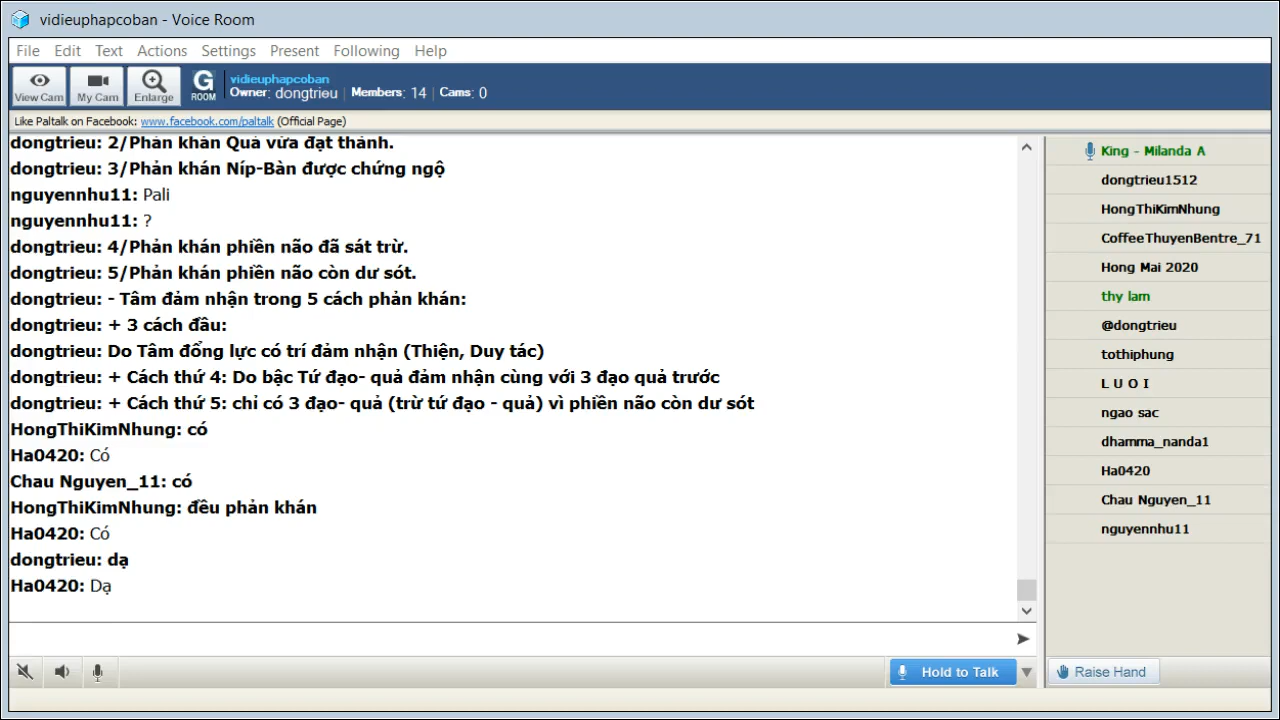 vidieuphapcoban - Voice Room
File Edit Text Actions Settings Present Following Help
View Cam My Cam Enlarge G ROOM vidieuphapcoban
Owner: dongtrieu | Members: 14 | Cams: 0
Like Paltalk on Facebook: www.facebook.com/paltalk (Official Page)
dongtrieu: 2/Phản khán Quả vừa đạt thánh.
dongtrieu: 3/Phản khán Níp-Bàn được chứng ngộ
nguyennhu11: Pali
nguyennhu11: ?
dongtrieu: 4/Phản khán phiền não đã sát trừ.
dongtrieu: 5/Phản khán phiền não còn dư sót.
dongtrieu: - Tâm đảm nhận trong 5 cách phản khán:
dongtrieu: + 3 cách đầu:
dongtrieu: Do Tâm đổng lực có trí đảm nhận (Thiện, Duy tác)
dongtrieu: + Cách thứ 4: Do bậc Tứ đạo- quả đảm nhận cùng với 3 đạo quả trước
dongtrieu: + Cách thứ 5: chỉ có 3 đạo- quả (trừ tứ đạo - quả) vì phiền não còn dư sót
HongThiKimNhung: có
Ha0420: Có
Chau Nguyen_11: có
HongThiKimNhung: đều phản khán
Ha0420: Có
dongtrieu: dạ
Ha0420: Dạ
King - Milanda A
dongtrieu1512
HongThiKimNhung
CoffeeThuyenBentre_71
Hong Mai 2020
thy lam
@dongtrieu
tothiphung
L U O I
ngao sac
dhamma_nanda1
Ha0420
Chau Nguyen_11
nguyennhu11
Hold to Talk
Raise Hand